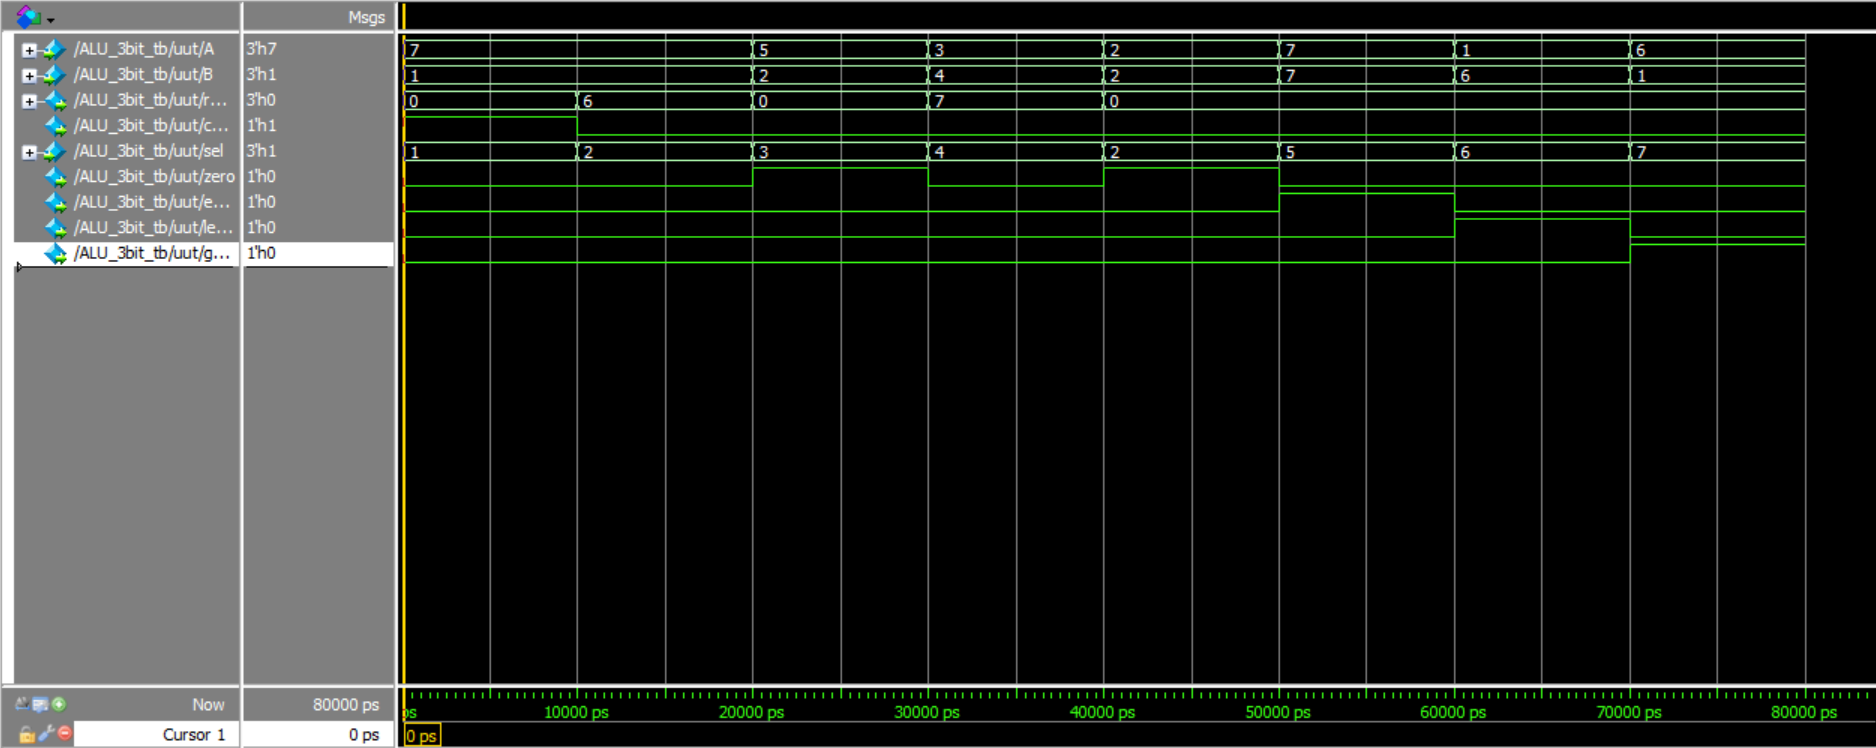 Msgs
/ALU_3bit_tb/uut/A 3'h7 7 5 3 2 7 1 6
/ALU_3bit_tb/uut/B 3'h1 1 2 4 2 7 6 1
/ALU_3bit_tb/uut/r... 3'h0 0 6 0 7 0
/ALU_3bit_tb/uut/c... 1'h1
/ALU_3bit_tb/uut/sel 3'h1 1 2 3 4 2 5 6 7
/ALU_3bit_tb/uut/zero 1'h0
/ALU_3bit_tb/uut/e... 1'h0
/ALU_3bit_tb/uut/le... 1'h0
/ALU_3bit_tb/uut/g... 1'h0
Now 80000 ps ps 10000 ps 20000 ps 30000 ps 40000 ps 50000 ps 60000 ps 70000 ps 80000 ps
Cursor 1 0 ps 0 ps